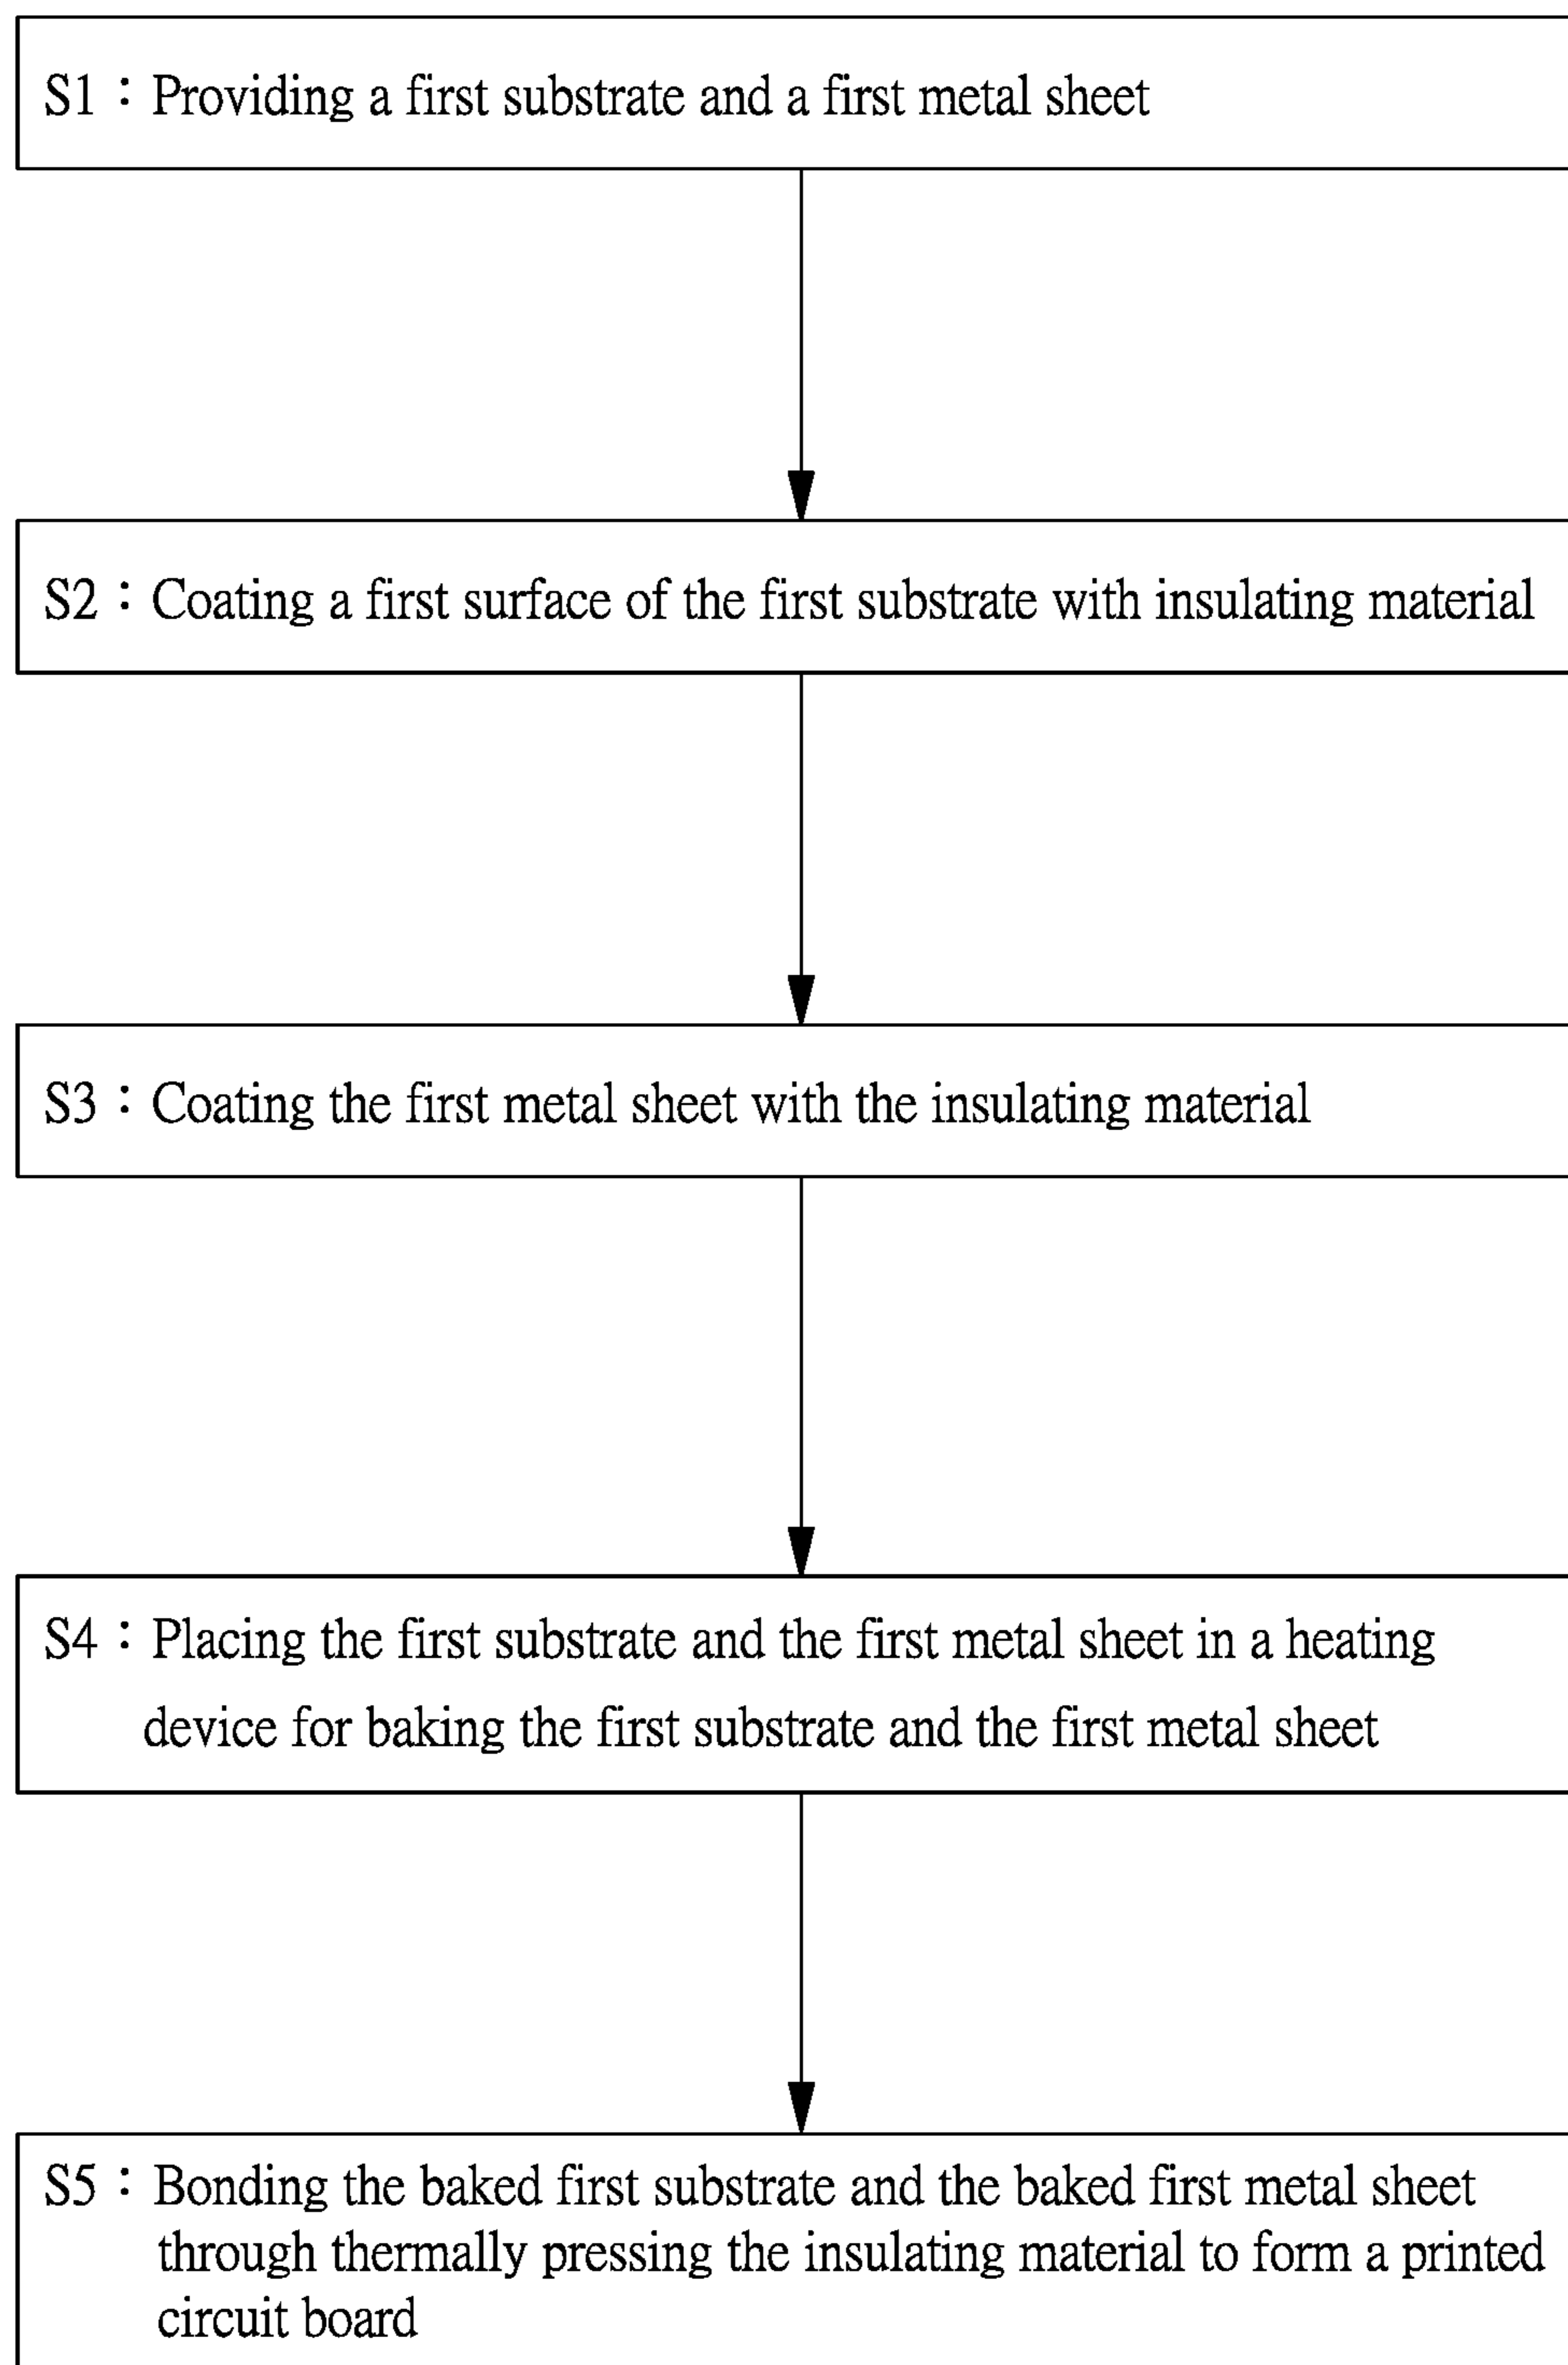 S1：Providing a first substrate and a first metal sheet
S2：Coating a first surface of the first substrate with insulating material
S3：Coating the first metal sheet with the insulating material
S4：Placing the first substrate and the first metal sheet in a heating
device for baking the first substrate and the first metal sheet
S5：Bonding the baked first substrate and the baked first metal sheet
through thermally pressing the insulating material to form a printed
circuit board